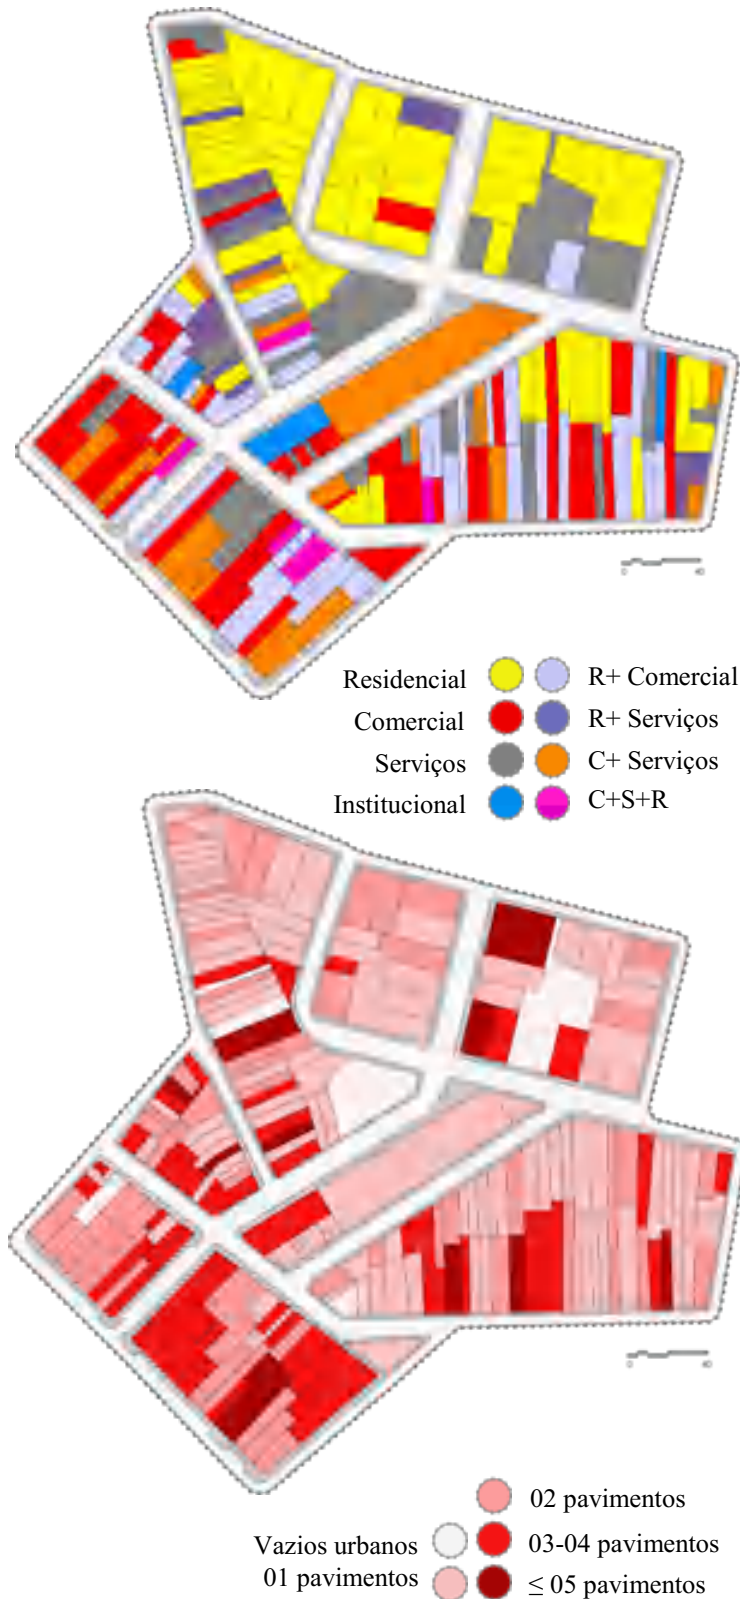 Residencial R+ Comercial
Comercial R+ Serviços
Serviços C+ Serviços
Institucional C+S+R
02 pavimentos
Vazios urbanos 03-04 pavimentos
01 pavimentos ≤ 05 pavimentos